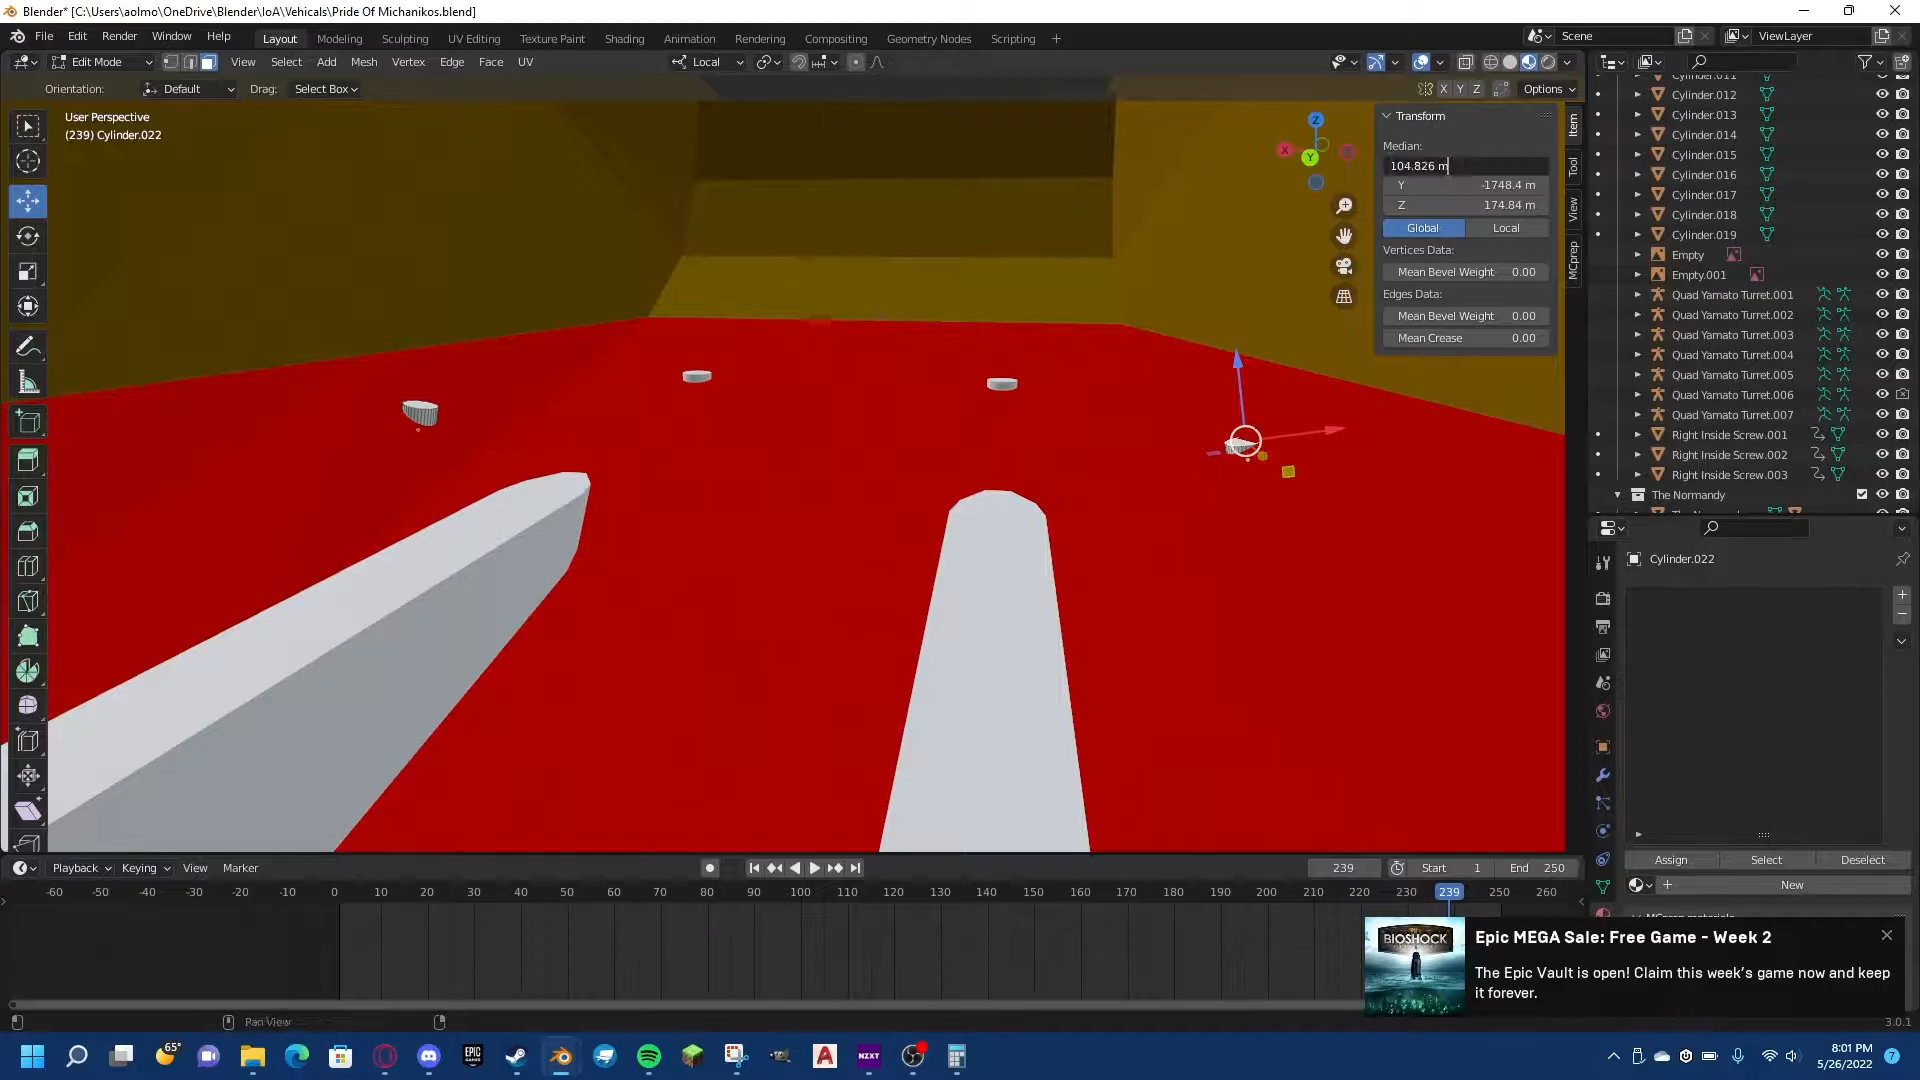 Blender* [C:\Users\aolmo\OneDrive\Blender\IoA\Vehicals\Pride Of Michanikos.blend]
File Edit Render Window Help
Layout Modeling Sculpting UV Editing Texture Paint Shading Animation Rendering Compositing Geometry Nodes Scripting
Scene
ViewLayer
Edit Mode
View Select Add Mesh Vertex Edge Face UV
Local
Orientation: Default Drag: Select Box
X Y Z Options
User Perspective
(239) Cylinder.022
Z
X
Y
Transform
Median:
104.826 m
Y -1748.4 m
Z 174.84 m
Global Local
Vertices Data:
Mean Bevel Weight 0.00
Edges Data:
Mean Bevel Weight 0.00
Mean Crease 0.00
Item
Tool
View
MCprep
Cylinder.011
Cylinder.012
Cylinder.013
Cylinder.014
Cylinder.015
Cylinder.016
Cylinder.017
Cylinder.018
Cylinder.019
Empty
Empty.001
Quad Yamato Turret.001
Quad Yamato Turret.002
Quad Yamato Turret.003
Quad Yamato Turret.004
Quad Yamato Turret.005
Quad Yamato Turret.006
Quad Yamato Turret.007
Right Inside Screw.001
Right Inside Screw.002
Right Inside Screw.003
The Normandy
Cylinder.022
Assign Select Deselect
New
Playback Keying View Marker
239 Start 1 End 250
-60 -50 -40 -30 -20 -10 0 10 20 30 40 50 60 70 80 90 100 110 120 130 140 150 160 170 180 190 200 210 220 230 239 250 260
BIOSHOCK
Epic MEGA Sale: Free Game - Week 2
The Epic Vault is open! Claim this week's game now and keep
it forever.
Pan View
3.0.1
65°
EPIC GAMES
A
NZXT
8:01 PM
5/26/2022
7